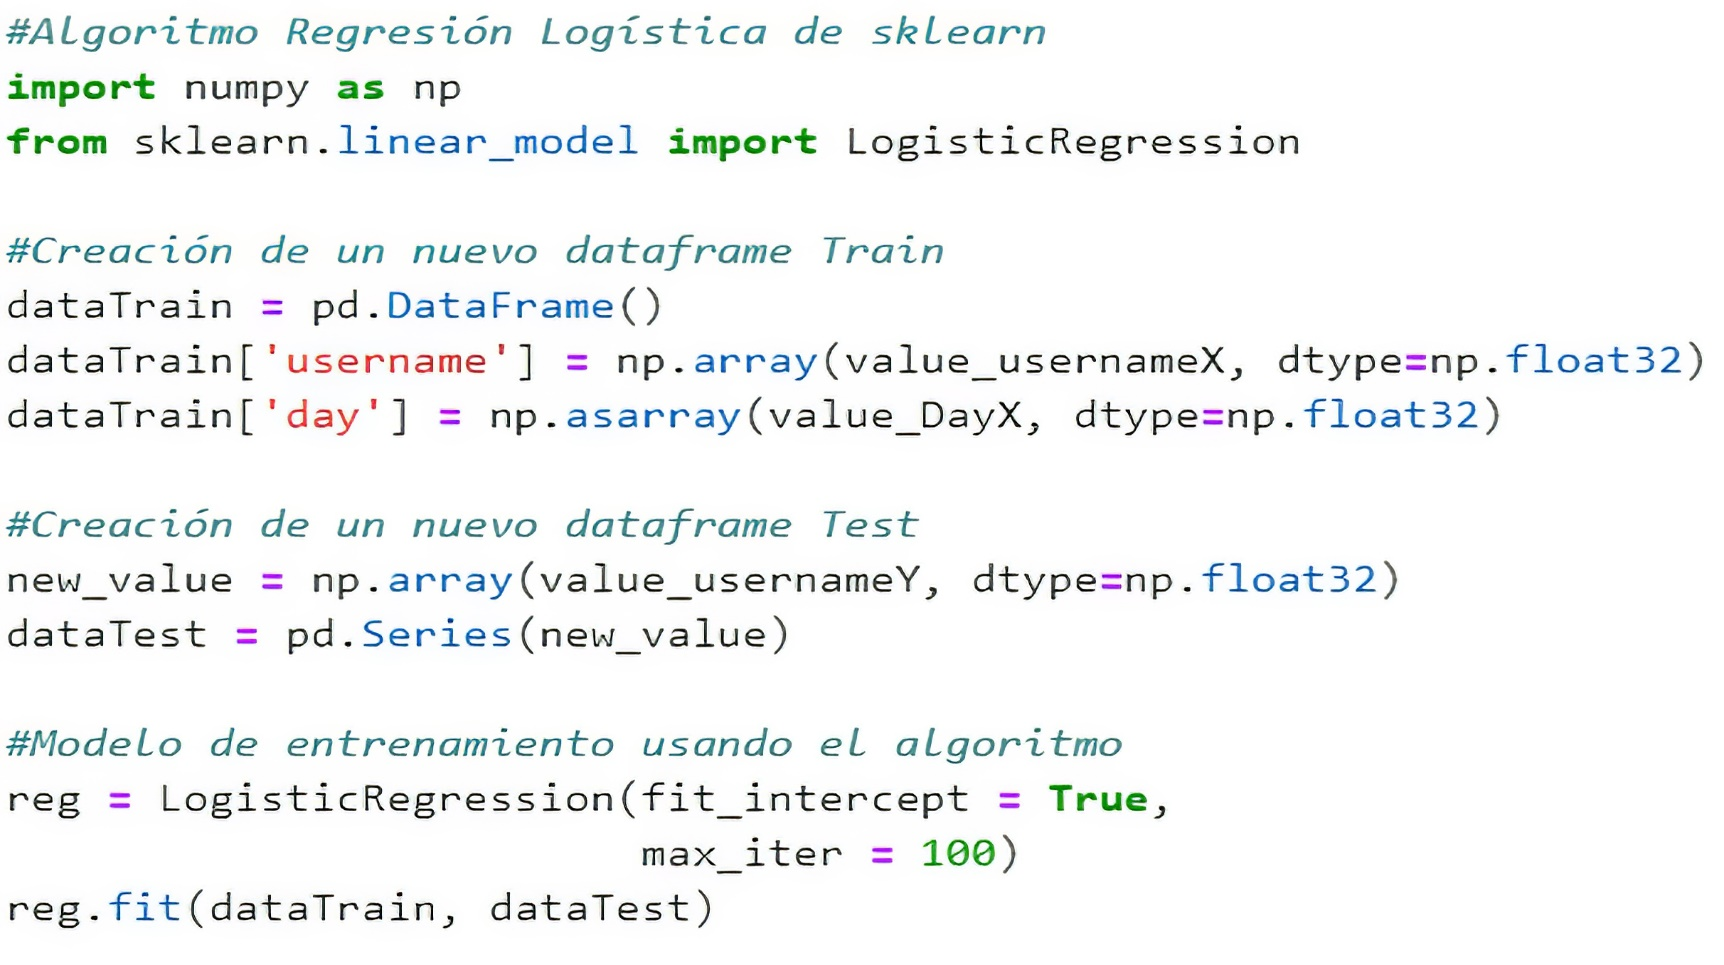 #Algoritmo Regresión Logística de sklearn
import numpy as np
from sklearn.linear_model import LogisticRegression
#Creación de un nuevo dataframe Train
dataTrain = pd.DataFrame()
dataTrain['username'] = np.array(value_usernameX, dtype=np.float32)
dataTrain['day'] = np.asarray(value_DayX, dtype=np.float32)
#Creación de un nuevo dataframe Test
new_value = np.array(value_usernameY, dtype=np.float32)
dataTest = pd.Series(new_value)
#Modelo de entrenamiento usando el algoritmo
reg = LogisticRegression(fit_intercept = True,
max_iter = 100)
reg.fit(dataTrain, dataTest)